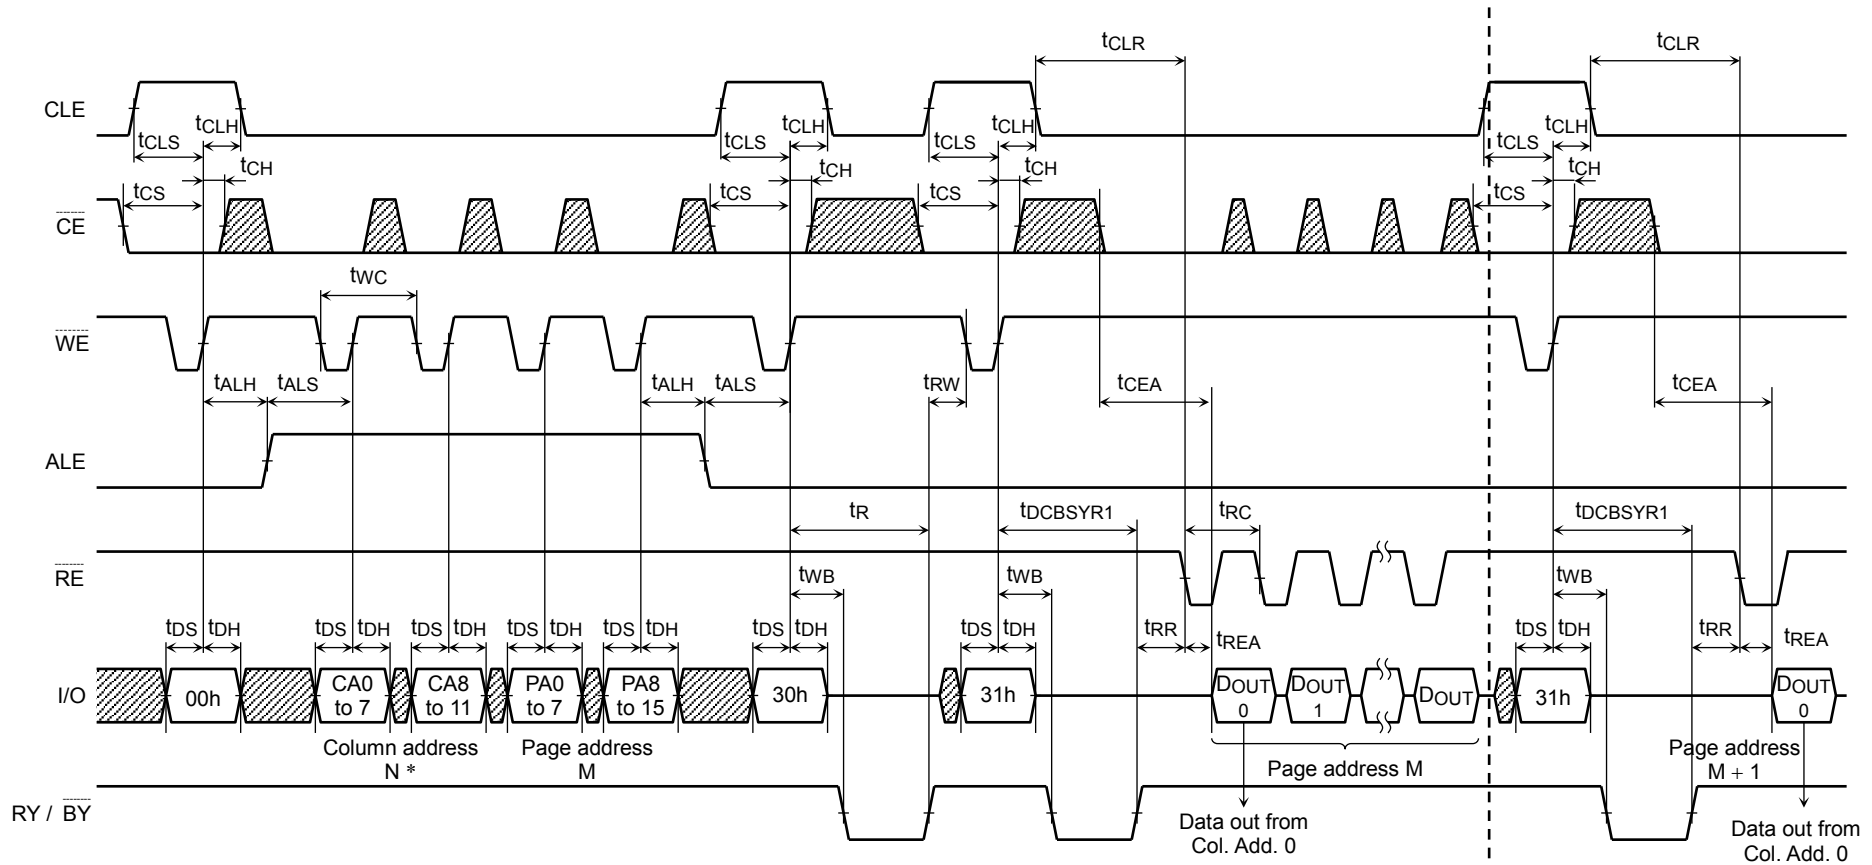 tCLR tCLR
CLE
tCLH tCLH tCLH tCLH
tCLS tCLS tCLS tCLS
tCH tCH tCH tCH
tCS tCS tCS tCS
CE
tWC
WE
tALH tALS tALH tALS tRW tCEA tCEA
ALE
tR tDCBSYR1 tRC tDCBSYR1
RE
tWB tWB tWB
tDS tDH tDS tDH tDS tDH tDS tDH tDS tDH tDS tDH tDS tDH tRR tREA tDS tDH tRR tREA
I/O
00h
CA0
to 7
CA8
to 11
PA0
to 7
PA8
to 15
30h
31h
DOUT
0
DOUT
1
DOUT
31h
DOUT
0
Column address
N *
Page address
M
Page address M
Page address
M + 1
RY / BY
Data out from
Col. Add. 0
Data out from
Col. Add. 0